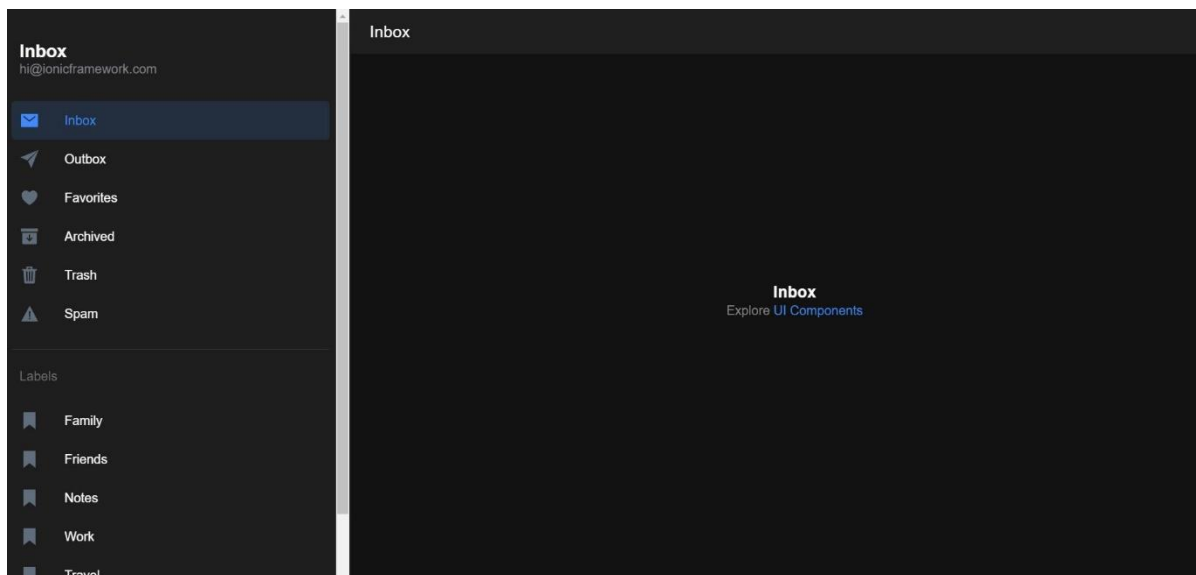 Inbox
hi@ionicframework.com
Inbox
Outbox
Favorites
Archived
Trash
Spam
Labels
Family
Friends
Notes
Work
Travel
Inbox
Inbox
Explore UI Components